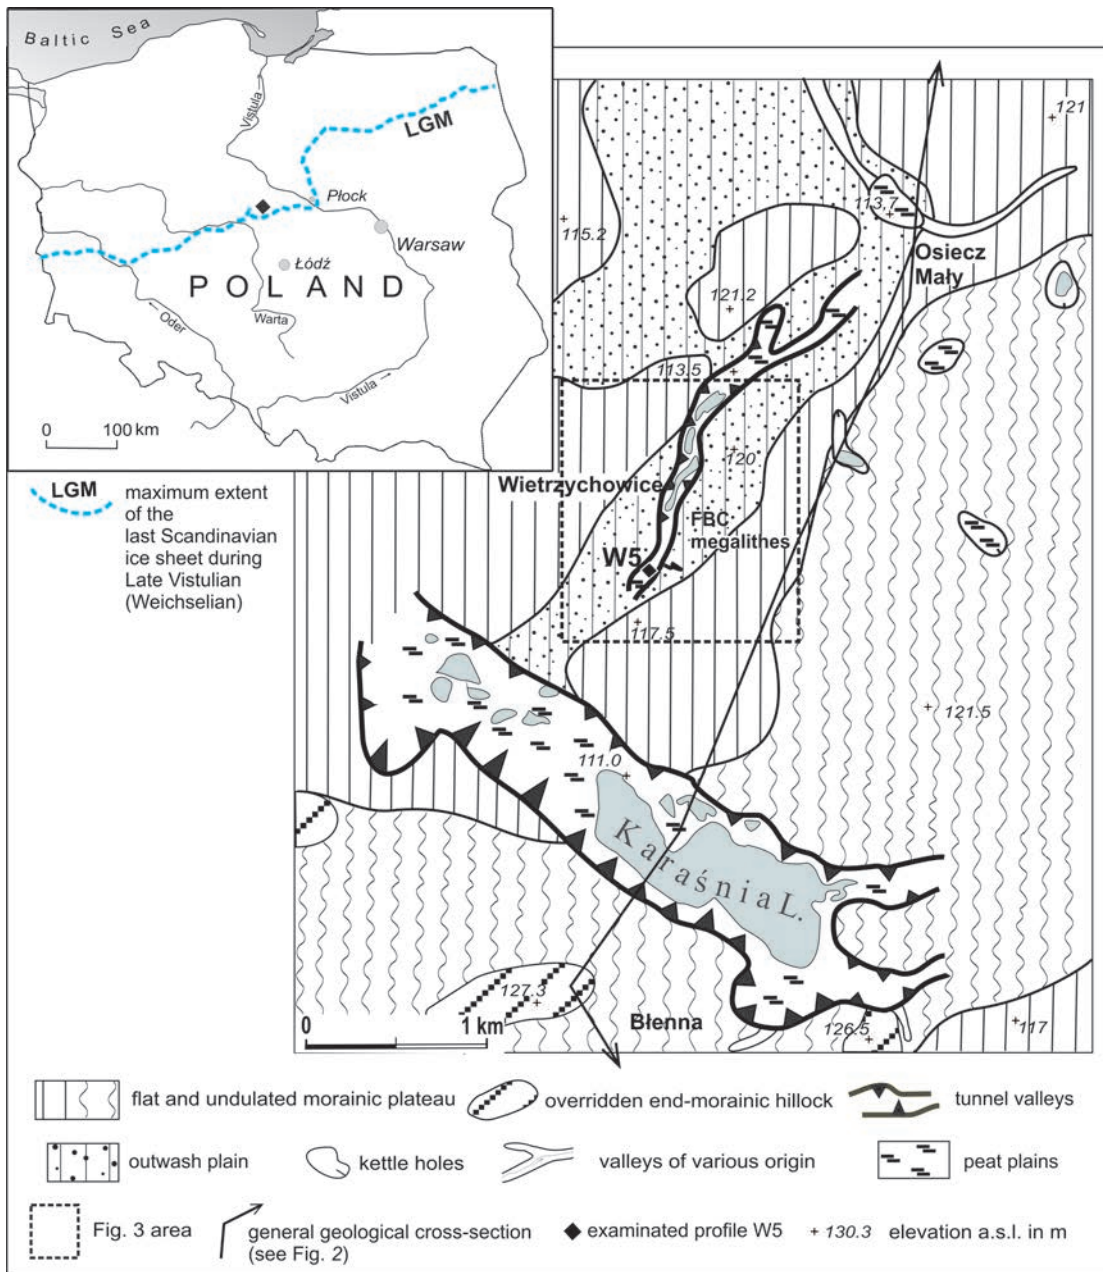 Baltic Sea
Vistula
LGM
Płock
Warsaw
Łódź
POLAND
Oder
Warta
Vistula
0 100 km
LGM
maximum extent
of the
last Scandinavian
ice sheet during
Late Vistulian
(Weichselian)
+ 121
113.7
+
+
115.2
Osiecz
Mały
121.2
+
113.5 +
+
120
Wietrzychowice
FBC
megalithes
W5
+
117.5
+ 121.5
111.0 +
Karaśnia L.
127.3
+
Błenna
126.5 +
+117
0 1 km
flat and undulated morainic plateau
overridden end-morainic hillock
tunnel valleys
outwash plain
kettle holes
valleys of various origin
peat plains
Fig. 3 area
general geological cross-section
(see Fig. 2)
examinated profile W5
+ 130.3 elevation a.s.l. in m